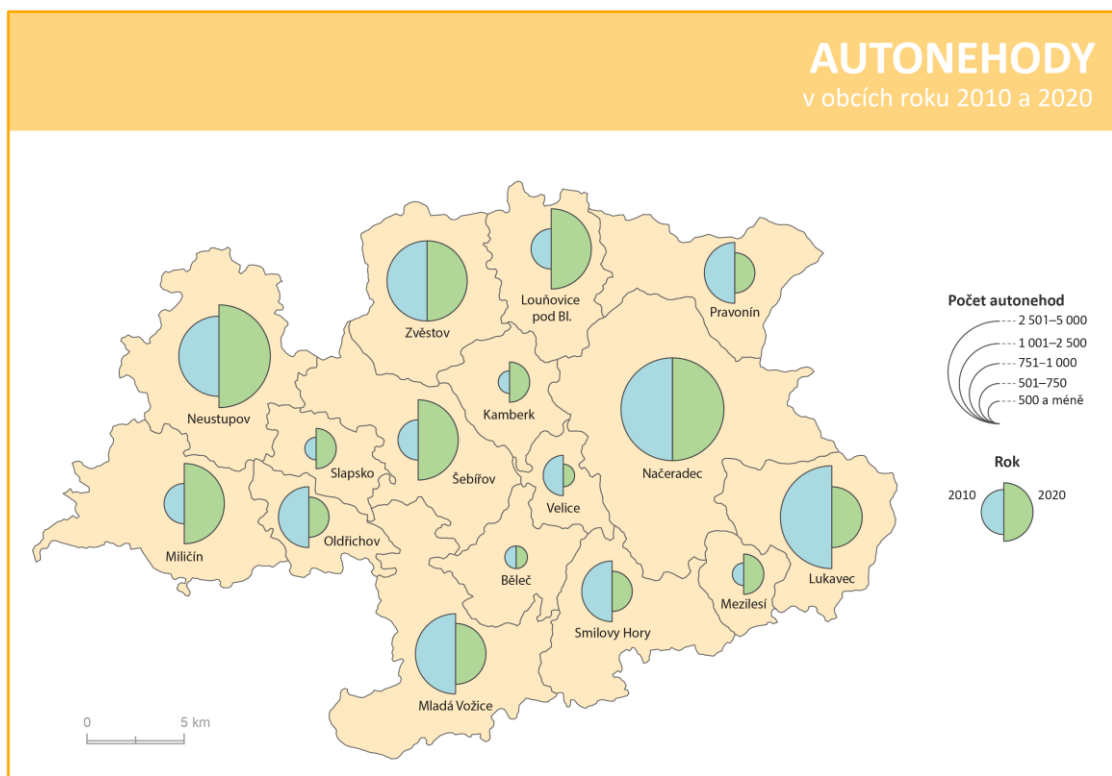 AUTONEHODY
v obcích roku 2010 a 2020
Louňovice
pod Bl.
Pravonín
Zvěstov
Neustupov
Kamberk
Načeradec
Slapsko
Šebířov
Velice
Miličín
Oldřichov
Běleč
Lukavec
Mezilesí
Smilovy Hory
Mladá Vožice
Počet autonehod
2 501–5 000
1 001–2 500
751–1 000
501–750
500 a méně
Rok
2010
2020
0
5 km